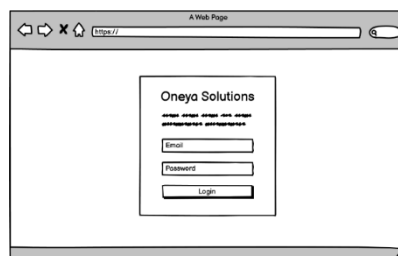 A Web Page
https://
Oneya Solutions
Email
Password
Login